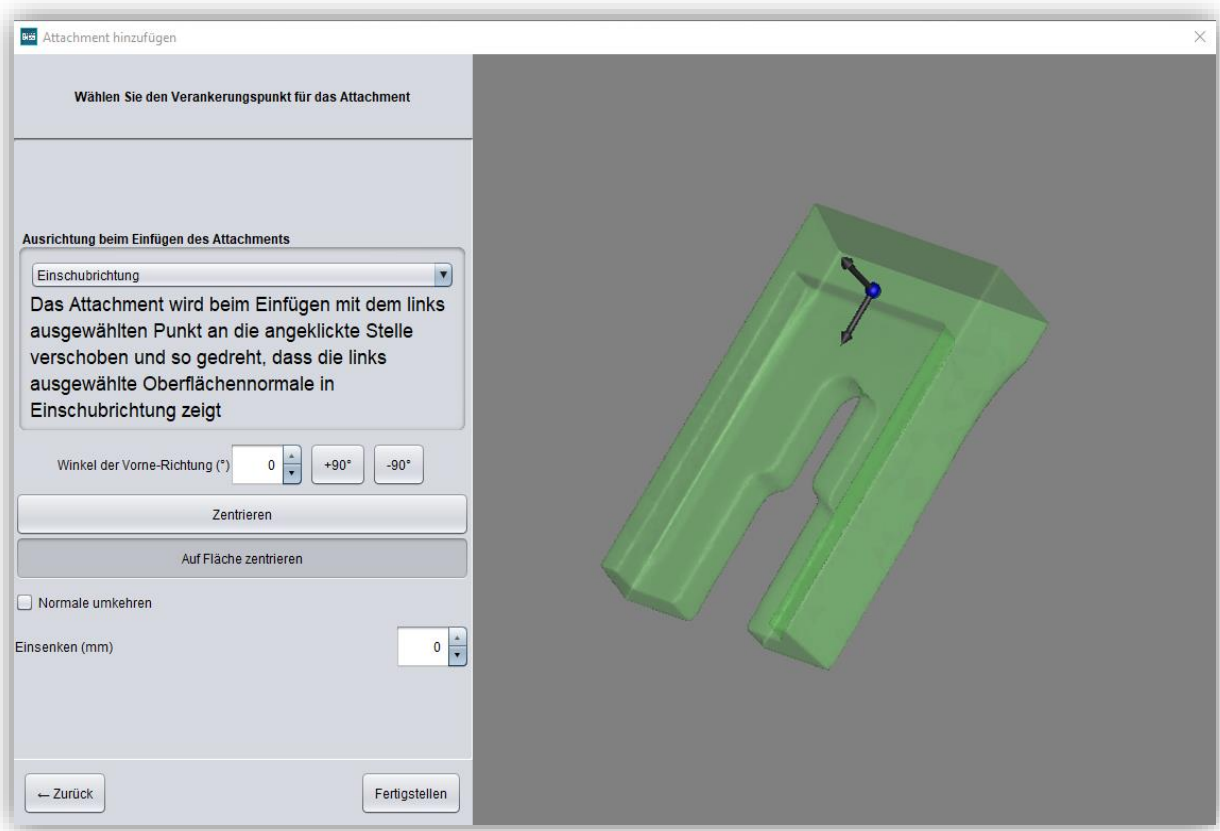 Attachment hinzufügen
Wählen Sie den Verankerungspunkt für das Attachment
Ausrichtung beim Einfügen des Attachments
Einschubrichtung
Das Attachment wird beim Einfügen mit dem links
ausgewählten Punkt an die angeklickte Stelle
verschoben und so gedreht, dass die links
ausgewählte Oberflächennormale in
Einschubrichtung zeigt
Winkel der Vorne-Richtung (°) 0 +90° -90°
Zentrieren
Auf Fläche zentrieren
Normale umkehren
Einsenken (mm) 0
← Zurück Fertigstellen